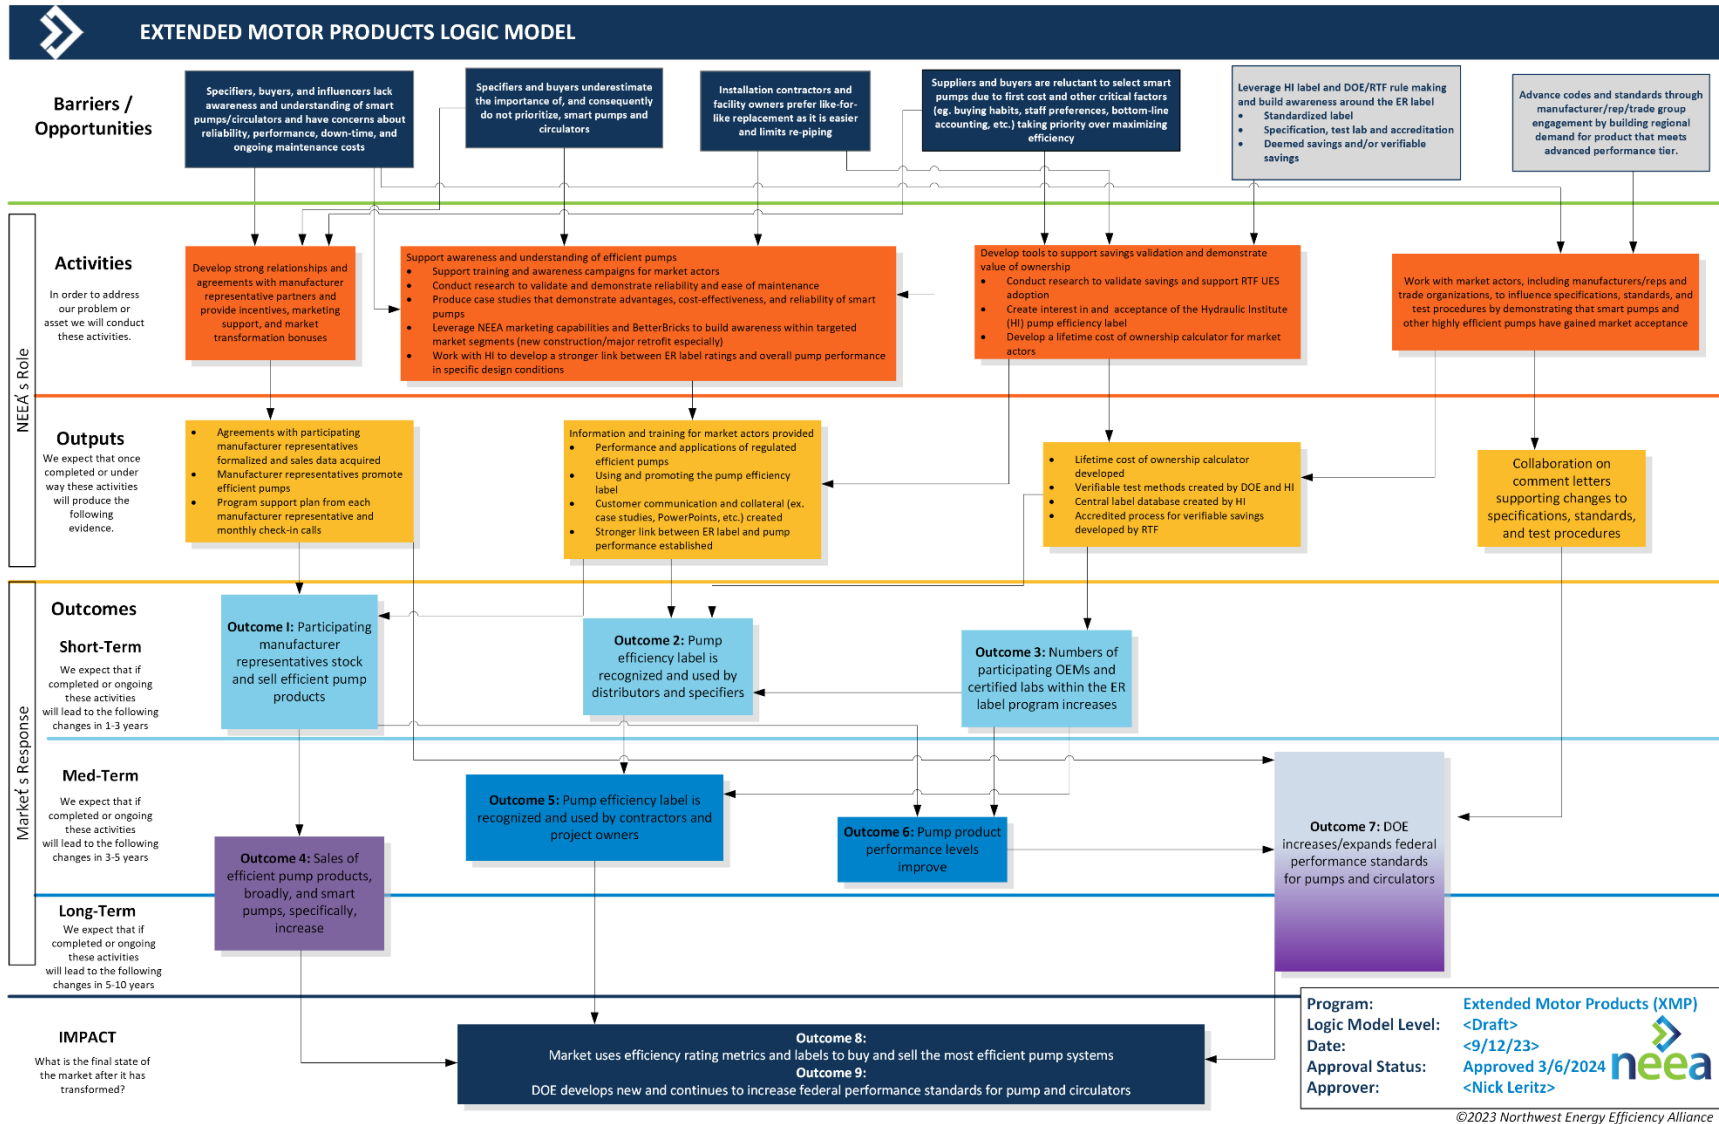 EXTENDED MOTOR PRODUCTS LOGIC MODEL
Barriers /
Opportunities
Specifiers, buyers, and influencers lack
awareness and understanding of smart
pumps/circulators and have concerns about
reliability, performance, down-time, and
ongoing maintenance costs
Specifiers and buyers underestimate
the importance of, and consequently
do not prioritize, smart pumps and
circulators
Installation contractors and
facility owners prefer like-for-
like replacement as it is easier
and limits re-piping
Suppliers and buyers are reluctant to select smart
pumps due to first cost and other critical factors
(eg. buying habits, staff preferences, bottom-line
accounting, etc.) taking priority over maximizing
efficiency
Leverage HI label and DOE/RTF rule making
and build awareness around the ER label
• Standardized label
• Specification, test lab and accreditation
• Deemed savings and/or verifiable
savings
Advance codes and standards through
manufacturer/rep/trade group
engagement by building regional
demand for product that meets
advanced performance tier.
NEEA's Role
Activities
In order to address
our problem or
asset we will conduct
these activities.
Develop strong relationships and
agreements with manufacturer
representative partners and
provide incentives, marketing
support, and market
transformation bonuses
Support awareness and understanding of efficient pumps
• Support training and awareness campaigns for market actors
• Conduct research to validate and demonstrate reliability and ease of maintenance
• Produce case studies that demonstrate advantages, cost-effectiveness, and reliability of smart
pumps
• Leverage NEEA marketing capabilities and BetterBricks to build awareness within targeted
market segments (new construction/major retrofit especially)
• Work with HI to develop a stronger link between ER label ratings and overall pump performance
in specific design conditions
Develop tools to support savings validation and demonstrate
value of ownership
• Conduct research to validate savings and support RTF UES
adoption
• Create interest in and  acceptance of the Hydraulic Institute
(HI) pump efficiency label
• Develop a lifetime cost of ownership calculator for market
actors
Work with market actors, including manufacturers/reps and
trade organizations, to influence specifications, standards, and
test procedures by demonstrating that smart pumps and
other highly efficient pumps have gained market acceptance
Outputs
We expect that once
completed or under
way these activities
will produce the
following
evidence.
• Agreements with participating
manufacturer representatives
formalized and sales data acquired
• Manufacturer representatives promote
efficient pumps
• Program support plan from each
manufacturer representative and
monthly check-in calls
Information and training for market actors provided
• Performance and applications of regulated
efficient pumps
• Using and promoting the pump efficiency
label
• Customer communication and collateral (ex.
case studies, PowerPoints, etc.) created
• Stronger link between ER label and pump
performance established
• Lifetime cost of ownership calculator
developed
• Verifiable test methods created by DOE and HI
• Central label database created by HI
• Accredited process for verifiable savings
developed by RTF
Collaboration on
comment letters
supporting changes to
specifications, standards,
and test procedures
Market's Response
Outcomes
Short-Term
We expect that if
completed or ongoing
these activities
will lead to the following
changes in 1-3 years
Outcome 1: Participating
manufacturer
representatives stock
and sell efficient pump
products
Outcome 2: Pump
efficiency label is
recognized and used by
distributors and specifiers
Outcome 3: Numbers of
participating OEMs and
certified labs within the ER
label program increases
Med-Term
We expect that if
completed or ongoing
these activities
will lead to the following
changes in 3-5 years
Outcome 4: Sales of
efficient pump products,
broadly, and smart
pumps, specifically,
increase
Outcome 5: Pump efficiency label is
recognized and used by contractors and
project owners
Outcome 6: Pump product
performance levels
improve
Outcome 7: DOE
increases/expands federal
performance standards
for pumps and circulators
Long-Term
We expect that if
completed or ongoing
these activities
will lead to the following
changes in 5-10 years
IMPACT
What is the final state of
the market after it has
transformed?
Outcome 8:
Market uses efficiency rating metrics and labels to buy and sell the most efficient pump systems
Outcome 9:
DOE develops new and continues to increase federal performance standards for pump and circulators
Program: Extended Motor Products (XMP)
Logic Model Level: <Draft>
Date: <9/12/23>
Approval Status: Approved 3/6/2024
Approver: <Nick Leritz>
neea
©2023 Northwest Energy Efficiency Alliance